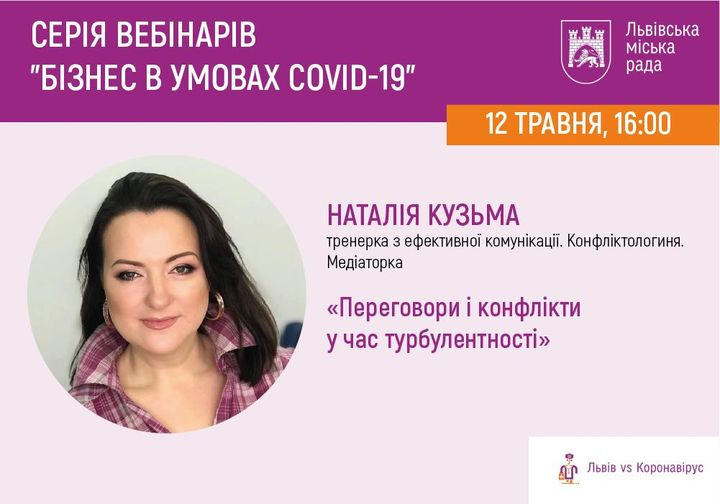 СЕРІЯ ВЕБІНАРІВ
"БІЗНЕС В УМОВАХ COVID-19"
Львівська
міська
рада
12 ТРАВНЯ, 16:00
НАТАЛІЯ КУЗЬМА
тренерка з ефективної комунікації. Конфліктологиня.
Медіаторка
«Переговори і конфлікти
у час турбулентності»
Львів vs Коронавірус